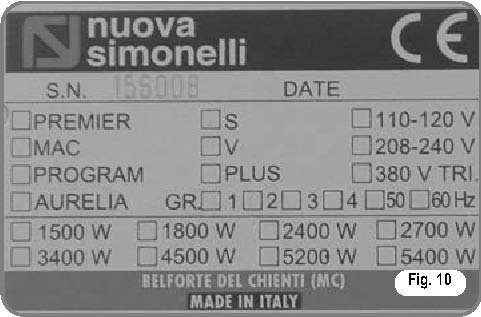 nuova
simonelli
CE
S.N. 156008 DATE
PREMIER S 110-120 V
MAC V 208-240 V
PROGRAM PLUS 380 V TRI.
AURELIA GR. 1 2 3 4 50 60 Hz
1500 W 1800 W 2400 W 2700 W
3400 W 4500 W 5200 W 5400 W
BELFORTE DEL CHIENTI (MC)
Fig. 10
MADE IN ITALY